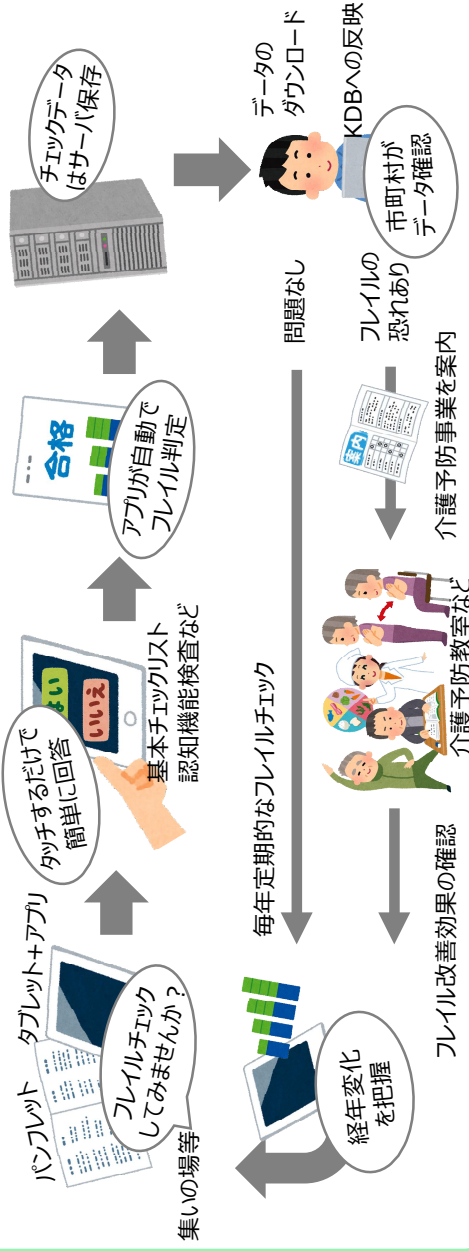 パンフレット
タブレット+アプリ
フレイルチェック
してみませんか?
集いの場等
タッチするだけで
簡単に回答
はい
いいえ
基本チェックリスト
認知機能検査など
合格
アプリが自動で
フレイル判定
チェックデータ
はサーバ保存
データの
ダウンロード
KDBへの反映
市町村が
データ確認
問題なし
毎年定期的なフレイルチェック
フレイルの
恐れあり
案内
介護予防事業を案内
介護予防教室など
フレイル改善効果の確認
経年変化
を把握